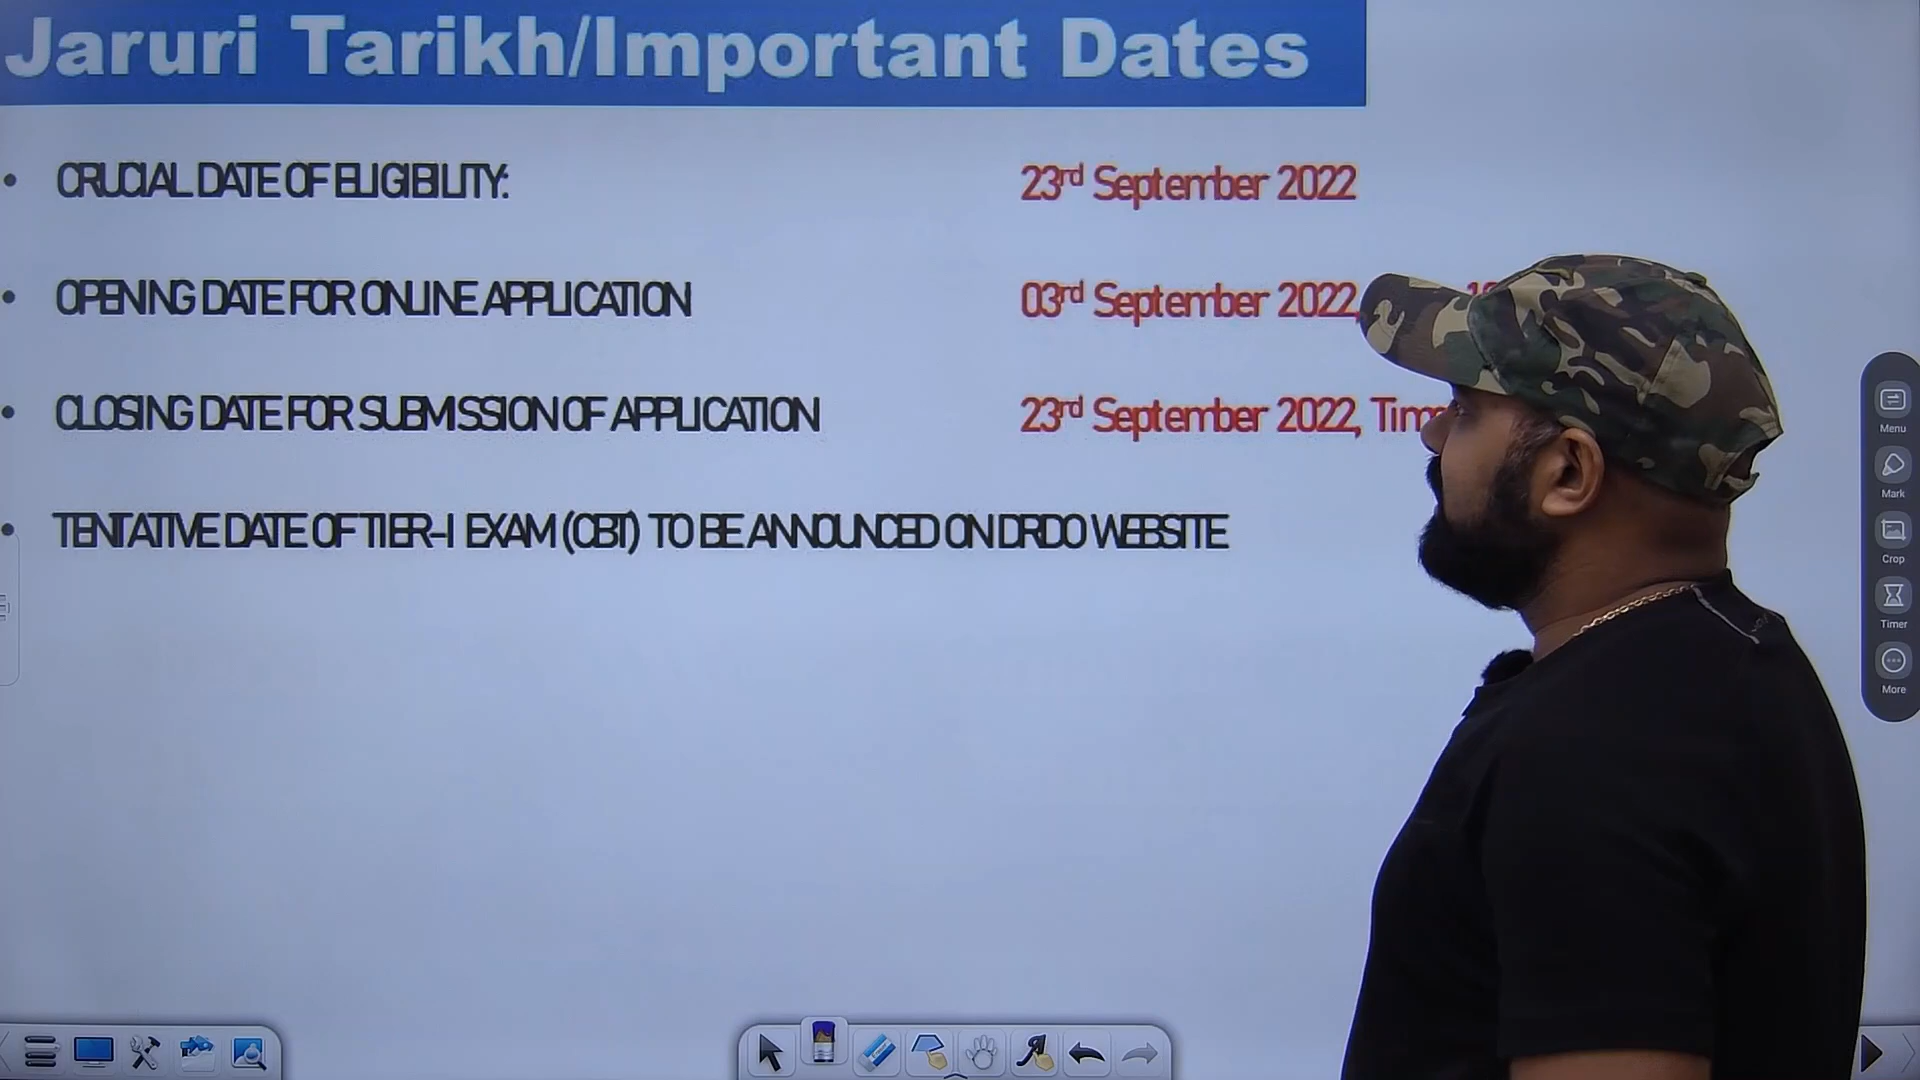 Jaruri Tarikh/Important Dates
• CRUCIAL DATE OF ELIGIBILITY: 23rd September 2022
• OPENING DATE FOR ONLINE APPLICATION 03rd September 2022,
• CLOSING DATE FOR SUBMISSION OF APPLICATION 23rd September 2022,
• TENTATIVE DATE OF TIER-I EXAM (CBT) TO BE ANNOUNCED ON DRDO WEBSITE
Menu
Mark
Crop
Timer
More